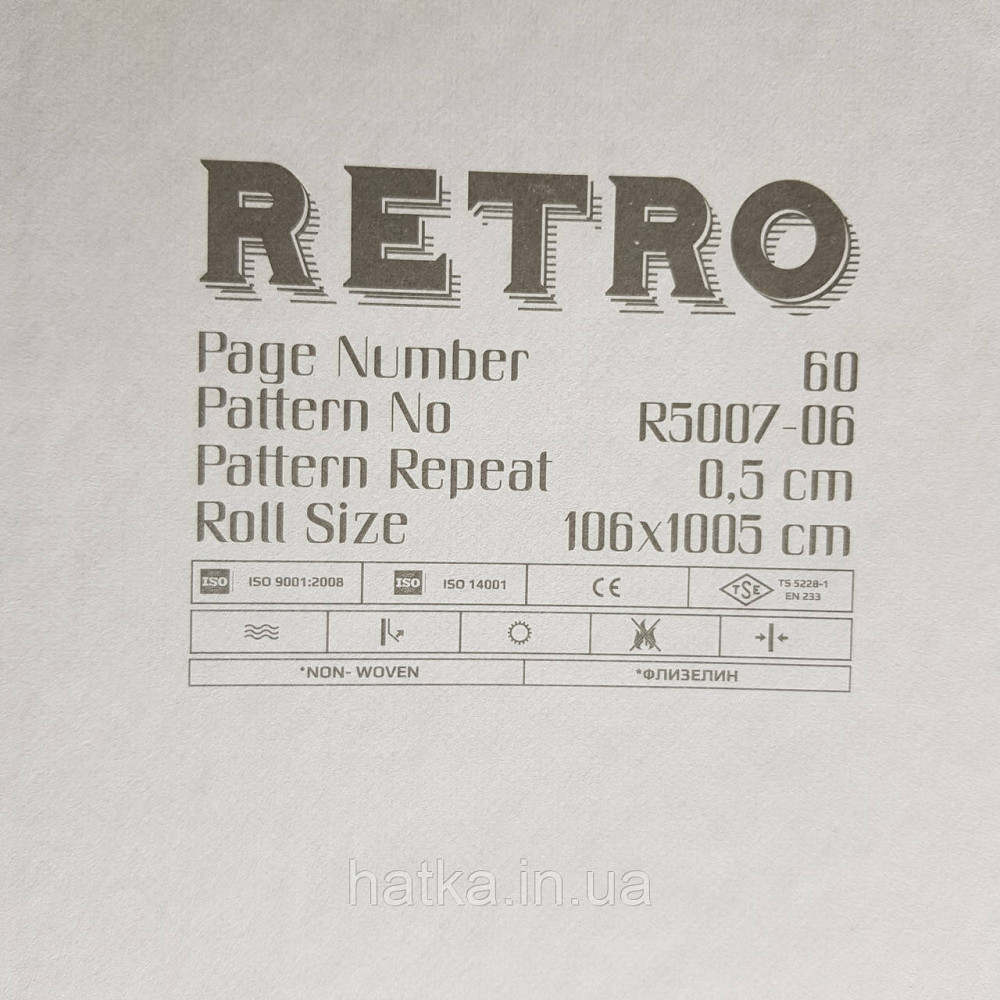 RETRO
Page Number 60
Pattern No R5007-06
Pattern Repeat 0,5 cm
Roll Size 106x1005 cm
ISO ISO 9001:2008 ISO ISO 14001 CE TSE TS 5228-1
EN 233
*NON- WOVEN *ФЛИЗЕЛИН
hatka.in.ua